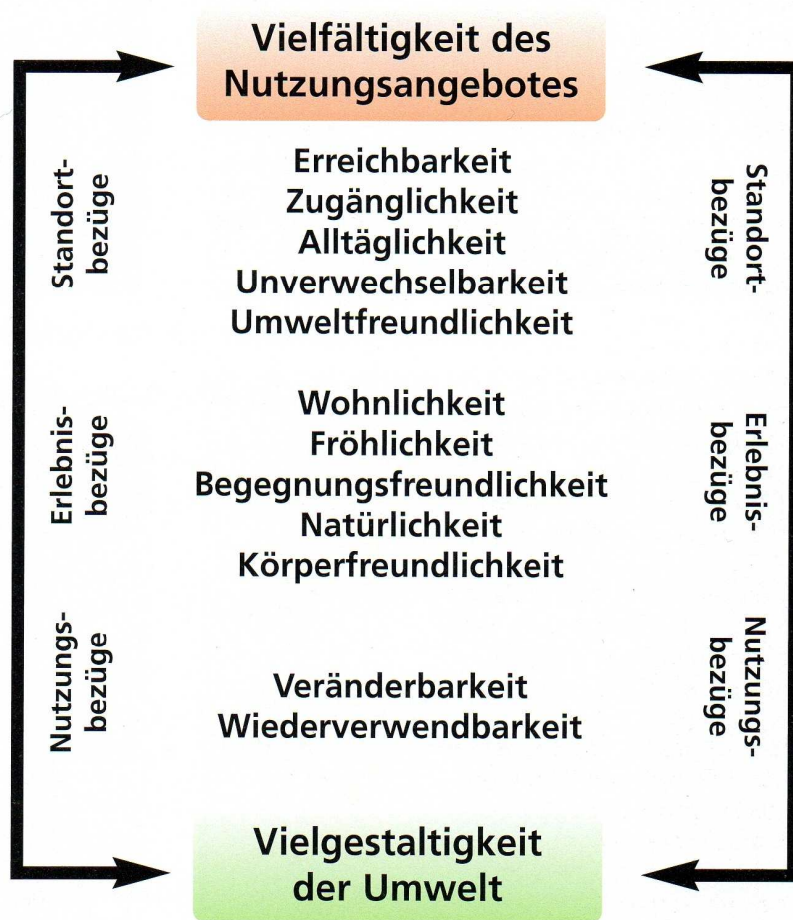 Vielfältigkeit des
Nutzungsangebotes
Standort-
bezüge
Erreichbarkeit
Zugänglichkeit
Alltäglichkeit
Unverwechselbarkeit
Umweltfreundlichkeit
Standort-
bezüge
Erlebnis-
bezüge
Wohnlichkeit
Fröhlichkeit
Begegnungsfreundlichkeit
Natürlichkeit
Körperfreundlichkeit
Erlebnis-
bezüge
Nutzungs-
bezüge
Veränderbarkeit
Wiederverwendbarkeit
Nutzungs-
bezüge
Vielgestaltigkeit
der Umwelt